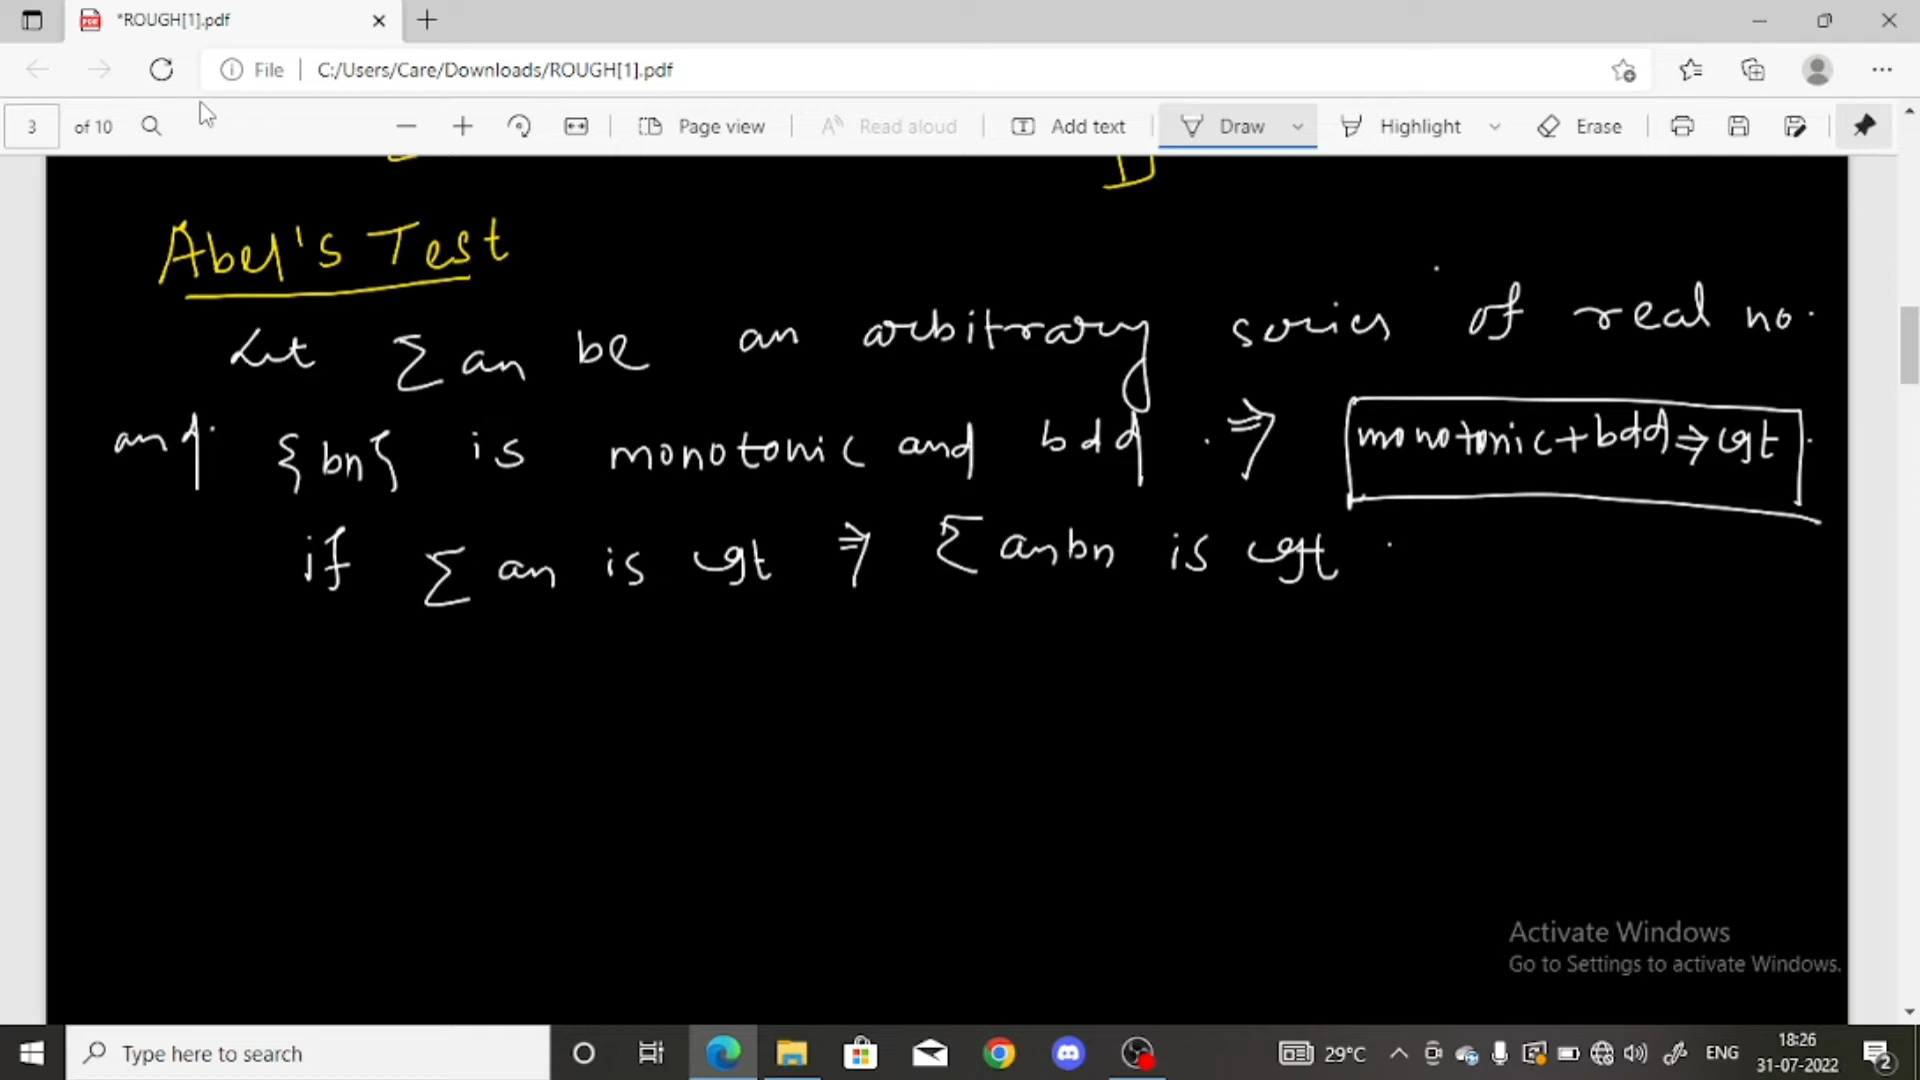 *ROUGH[1].pdf
File C:/Users/Care/Downloads/ROUGH[1].pdf
3 of 10 Page view Read aloud Add text Draw Highlight Erase
Abel's Test
Let ∑ an be an arbitrary series of real no.
and {bn} is monotonic and bdd. ⇒ monotonic+bdd⇒cgt.
if ∑ an is cgt ⇒ ∑ anbn is cgt.
Activate Windows
Go to Settings to activate Windows.
Type here to search 29°C ENG 18:26
31-07-2022 2